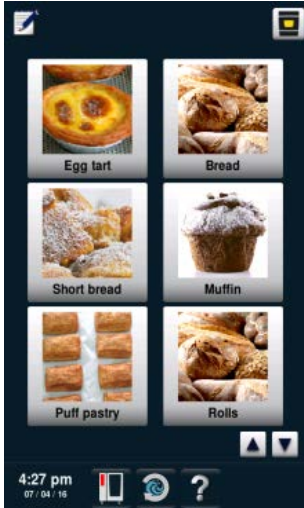 Egg tart
Bread
Short bread
Muffin
Puff pastry
Rolls
4:27 pm
07 / 04 / 16
?